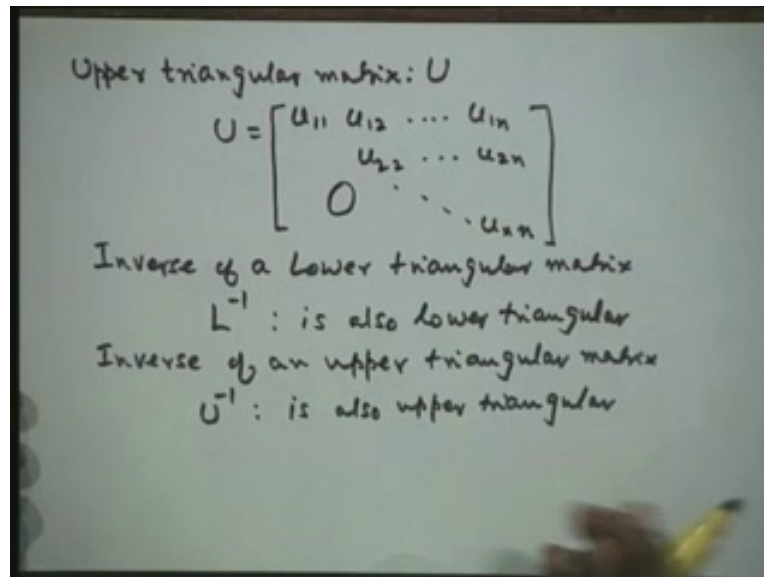 Upper triangular matrix: U
U = [ u11 u12 .... u1n
u22 ... u2n
O . . . . unn ]
Inverse of a Lower triangular matrix
L^-1 : is also lower triangular
Inverse of an upper triangular matrix
U^-1 : is also upper triangular